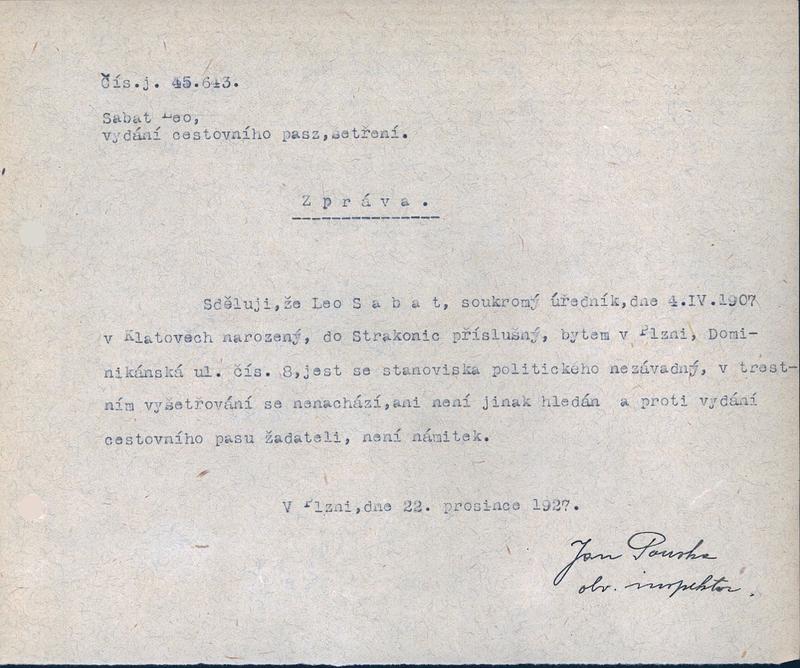 Čís.j. 45.643.
Sabat Leo,
vydání cestovního pasz,šetření.
Z p r á v a .
Sděluji,že Leo S a b a t, soukromý úředník,dne 4.IV.1907
v Klatovech narozený, do Strakonic příslušný, bytem v Plzni, Domi-
nikánská ul. čís. 8,jest se stanoviska politického nezávadný, v trest-
ním vyšetřování se nenachází,ani není jinak hledán a proti vydání
cestovního pasu žadateli, není námitek.
V Plzni,dne 22. prosince 1927.
Jan
obv. inspektor.